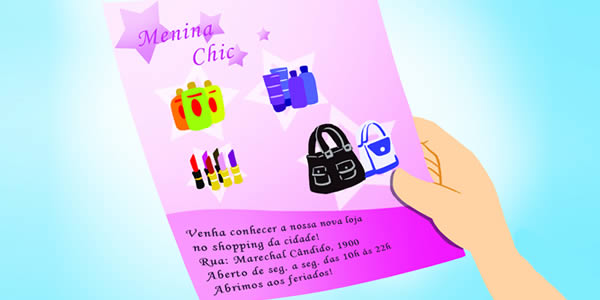 Menina
Chic
Venha conhecer a nossa nova loja
no shopping da cidade!
Rua: Marechal Cândido, 1900
Aberto de seg. a seg. das 10h ás 22h
Abrimos aos feriados!